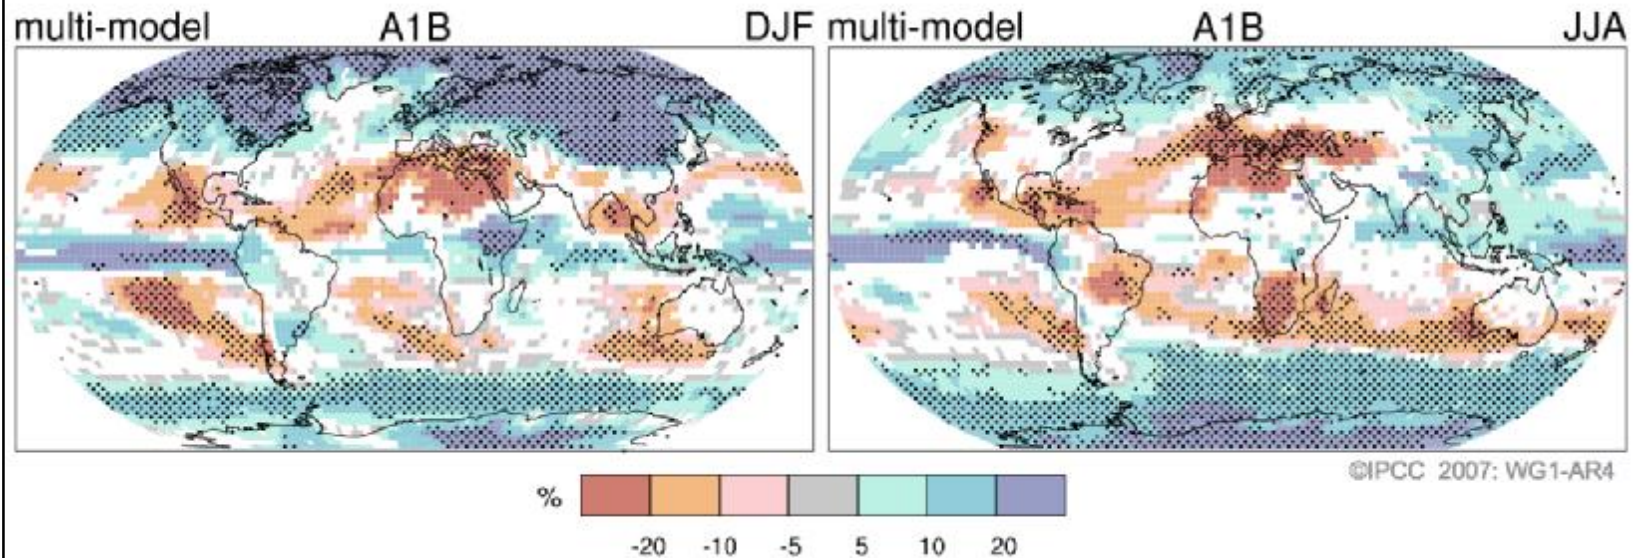 multi-model A1B DJF
multi-model A1B JJA
©IPCC 2007: WG1-AR4
%
-20 -10 -5 5 10 20